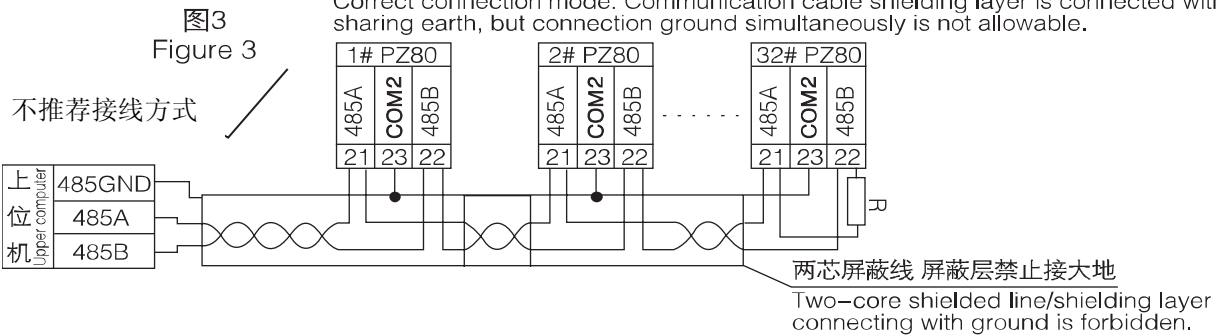 Correct connection mode: Communication cable shielding layer is connected with
sharing earth, but connection ground simultaneously is not allowable.
图3
Figure 3
不推荐接线方式
1# PZ80
485A
COM2
485B
21 23 22
2# PZ80
485A
COM2
485B
21 23 22
32# PZ80
485A
COM2
485B
21 23 22
上位机
Upper computer
485GND
485A
485B
R
两芯屏蔽线 屏蔽层禁止接大地
Two-core shielded line/shielding layer
connecting with ground is forbidden.